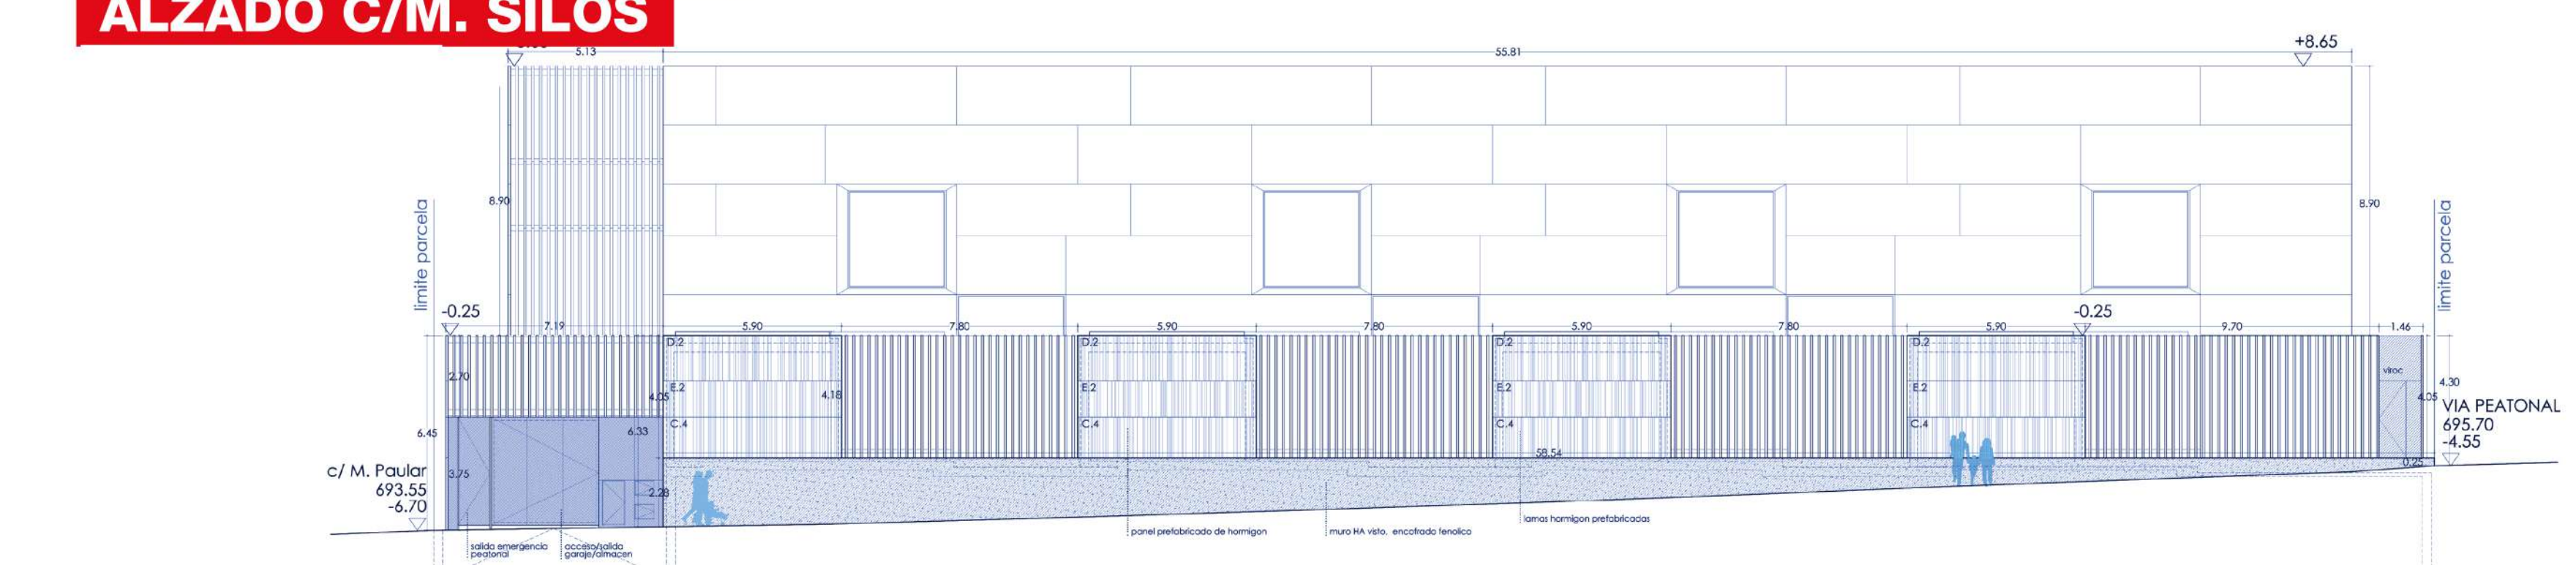 ALZADO C/M. SILOS
5.13
55.81
+8.65
8.90
8.90
limite parcela
limite parcela
-0.25
-0.25
7.19
5.90
7.80
5.90
7.80
5.90
7.80
5.90
9.70
1.46
D.2
D.2
D.2
D.2
2.70
4.05
E.2
4.18
E.2
E.2
E.2
viroc
4.30
4.05
VIA PEATONAL
695.70
-4.55
6.45
6.33
C.4
C.4
C.4
C.4
58.54
0.25
c/ M. Paular
693.55
-6.70
3.75
2.28
salida emergencia
peatonal
acceso/salida
garaje/almacen
panel prefabricado de hormigon
muro HA visto, encofrado fenolico
lamas hormigon prefabricadas